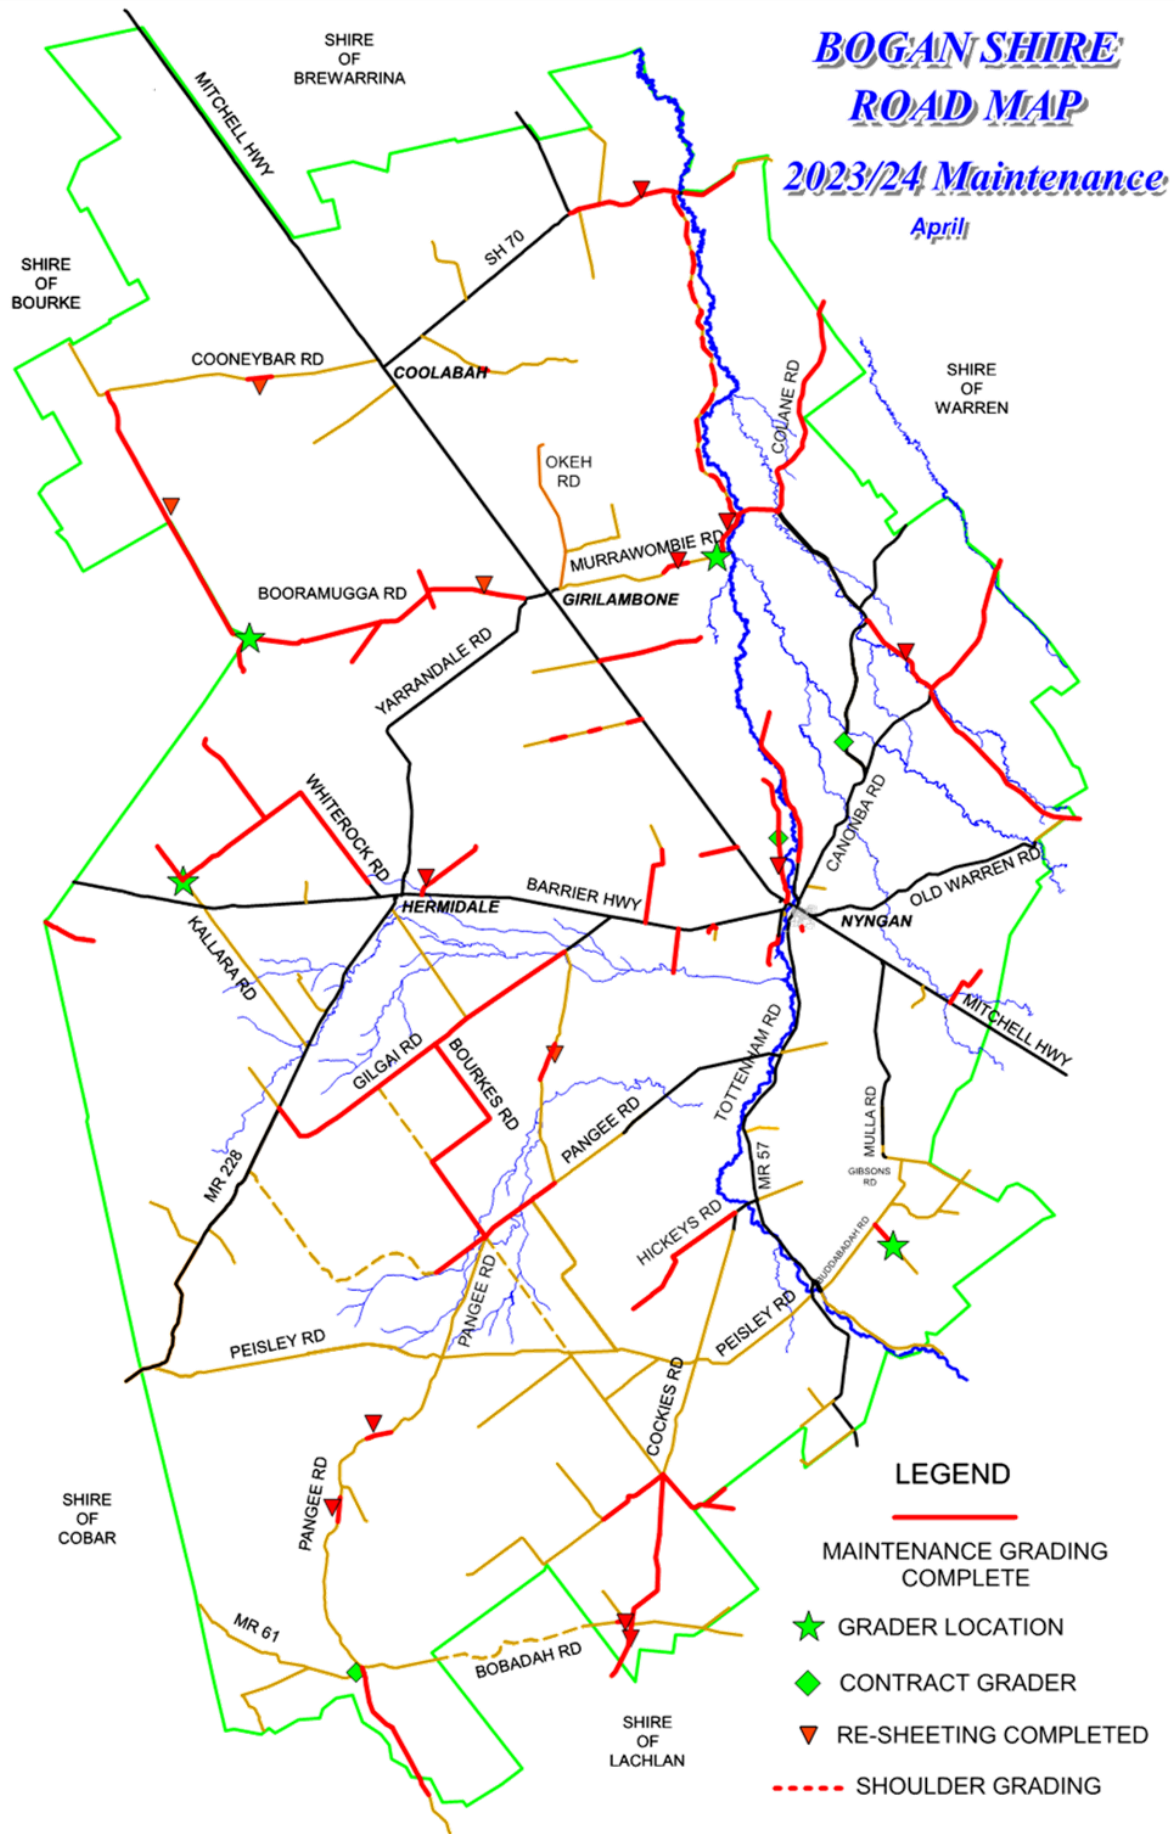 BOGAN SHIRE
ROAD MAP
2023/24 Maintenance
April
SHIRE
OF
BREWARRINA
MITCHELL HWY
SH 70
SHIRE
OF
BOURKE
COONEYBAR RD
COOLABAH
COLANE RD
SHIRE
OF
WARREN
OKEH
RD
MURRAWOMBIE RD
BOORAMUGGA RD
GIRILAMBONE
YARRANDALE RD
WHITEROCK RD
CANONBA RD
OLD WARREN RD
BARRIER HWY
HERMIDALE
NYNGAN
KALLARA RD
MITCHELL HWY
GILGAI RD
BOURKES RD
TOTTENHAM RD
PANGEE RD
MULLA RD
MR 228
MR 57
GIBSONS
RD
HICKEYS RD
BUDDABADAH RD
PANGEE RD
PEISLEY RD
PEISLEY RD
COCKIES RD
PANGEE RD
SHIRE
OF
COBAR
MR 61
BOBADAH RD
SHIRE
OF
LACHLAN
LEGEND
MAINTENANCE GRADING
COMPLETE
GRADER LOCATION
CONTRACT GRADER
RE-SHEETING COMPLETED
SHOULDER GRADING